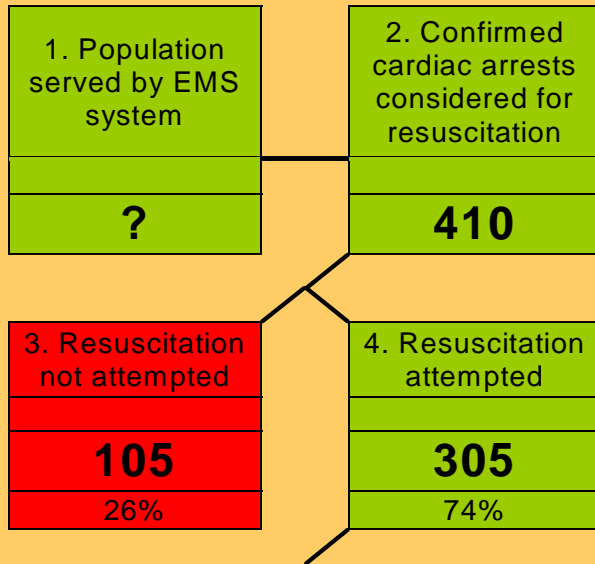 1. Population
served by EMS
system
?
2. Confirmed
cardiac arrests
considered for
resuscitation
410
3. Resuscitation
not attempted
105
26%
4. Resuscitation
attempted
305
74%